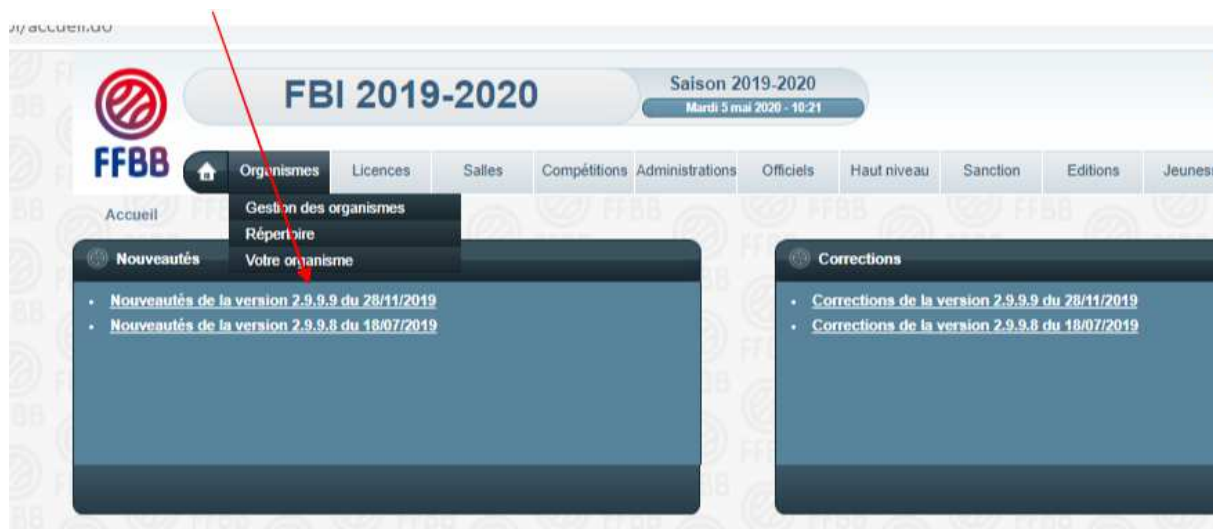 FBI 2019-2020
Saison 2019-2020
Mardi 5 mai 2020 - 10:21
FFBB
Organismes Licences Salles Compétitions Administrations Officiels Haut niveau Sanction Editions
Accueil
Gestion des organismes
Répertoire
Votre organisme
Nouveautés
Nouveautés de la version 2.9.9.9 du 28/11/2019
Nouveautés de la version 2.9.9.8 du 18/07/2019
Corrections
Corrections de la version 2.9.9.9 du 28/11/2019
Corrections de la version 2.9.9.8 du 18/07/2019